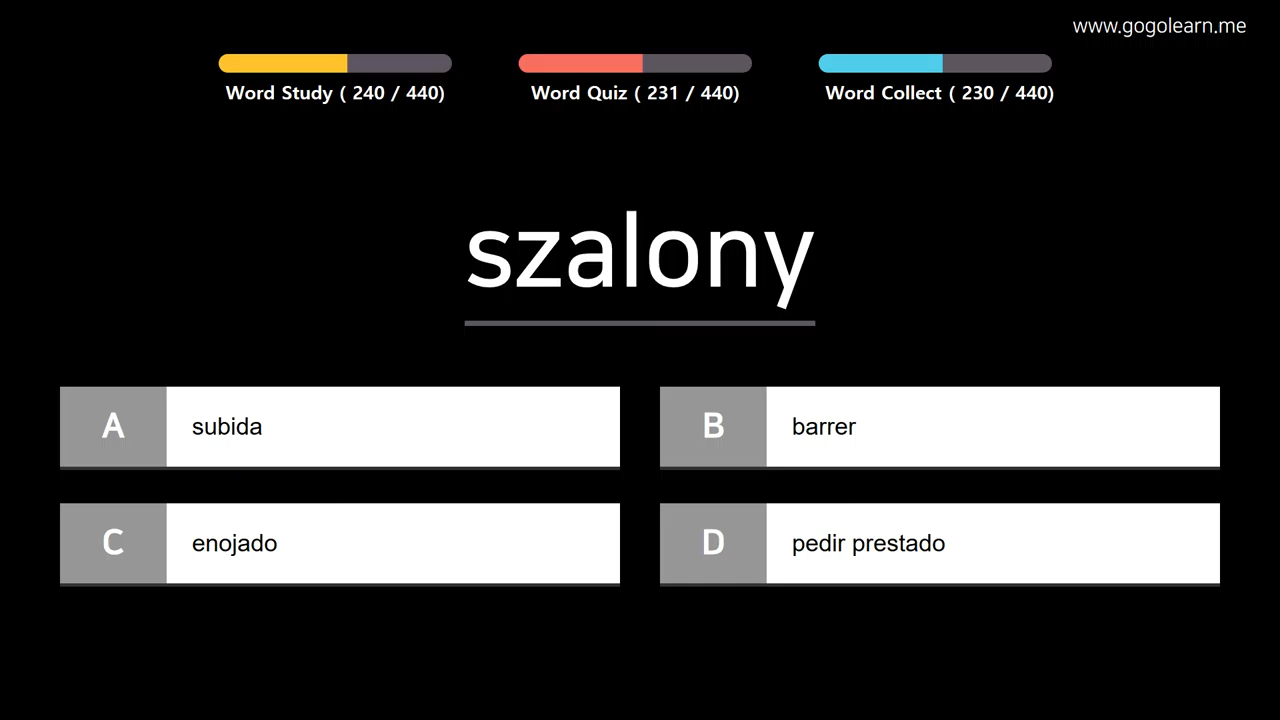 www.gogolearn.me
Word Study ( 240 / 440)
Word Quiz ( 231 / 440)
Word Collect ( 230 / 440)
szalony
A subida
B barrer
C enojado
D pedir prestado